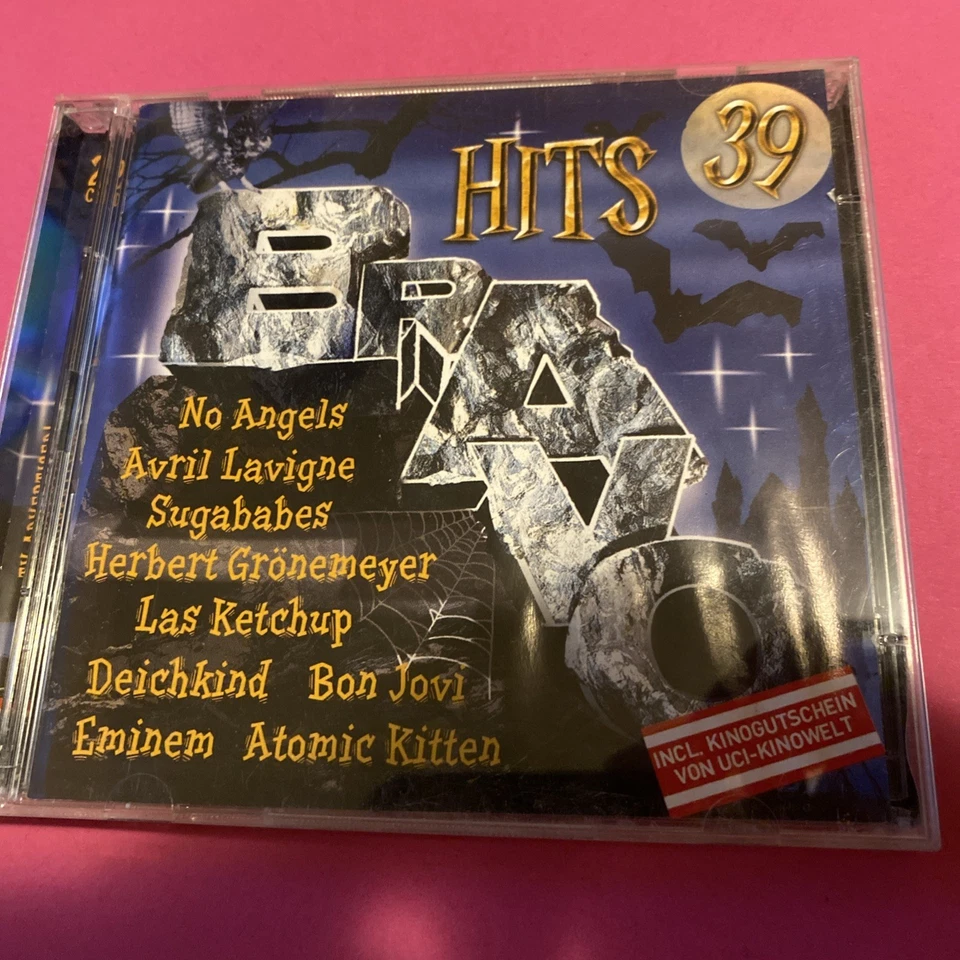 HITS 39
BRAVO
No Angels
Avril Lavigne
Sugababes
Herbert Grönemeyer
Las Ketchup
Deichkind Bon Jovi
Eminem Atomic Kitten
INCL. KINOGUTSCHEIN
VON UCI-KINOWELT